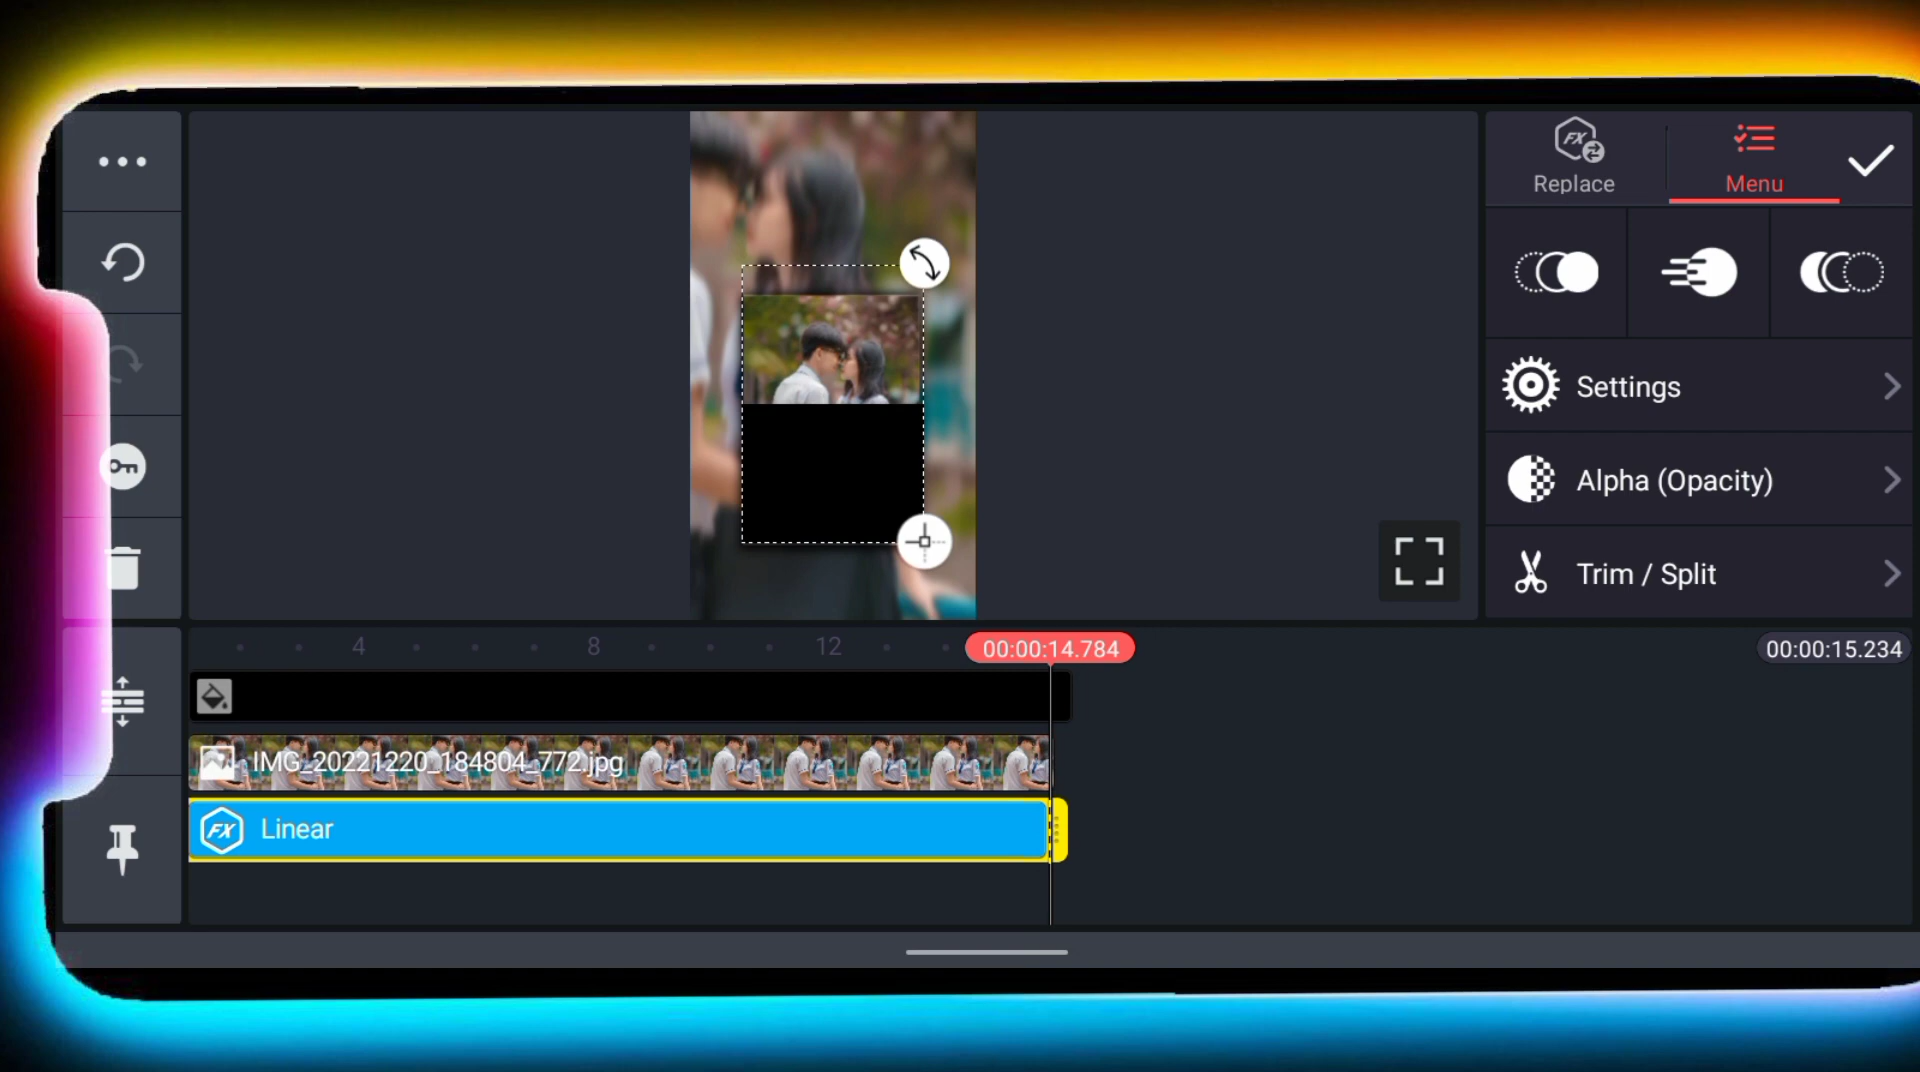 FX
Replace
Menu
Settings
Alpha (Opacity)
Trim / Split
4
8
12
00:00:14.784
00:00:15.234
IMG_20221220_184804_772.jpg
FX
Linear